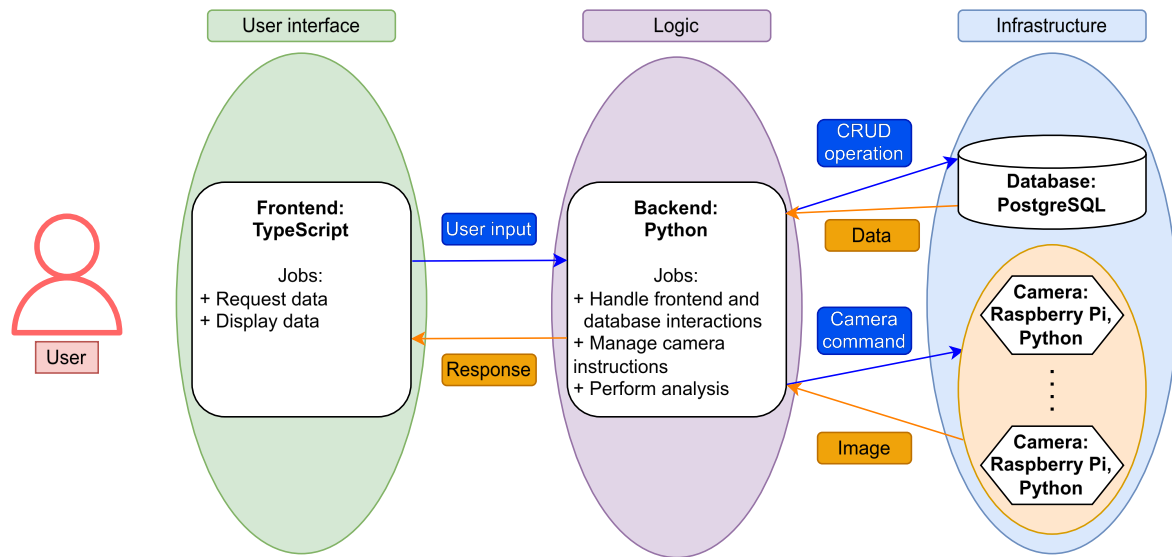 User interface
Logic
Infrastructure
User
Frontend:
TypeScript
Jobs:
+ Request data
+ Display data
User input
Response
Backend:
Python
Jobs:
+ Handle frontend and
database interactions
+ Manage camera
instructions
+ Perform analysis
CRUD
operation
Data
Camera
command
Image
Database:
PostgreSQL
Camera:
Raspberry Pi,
Python
Camera:
Raspberry Pi,
Python